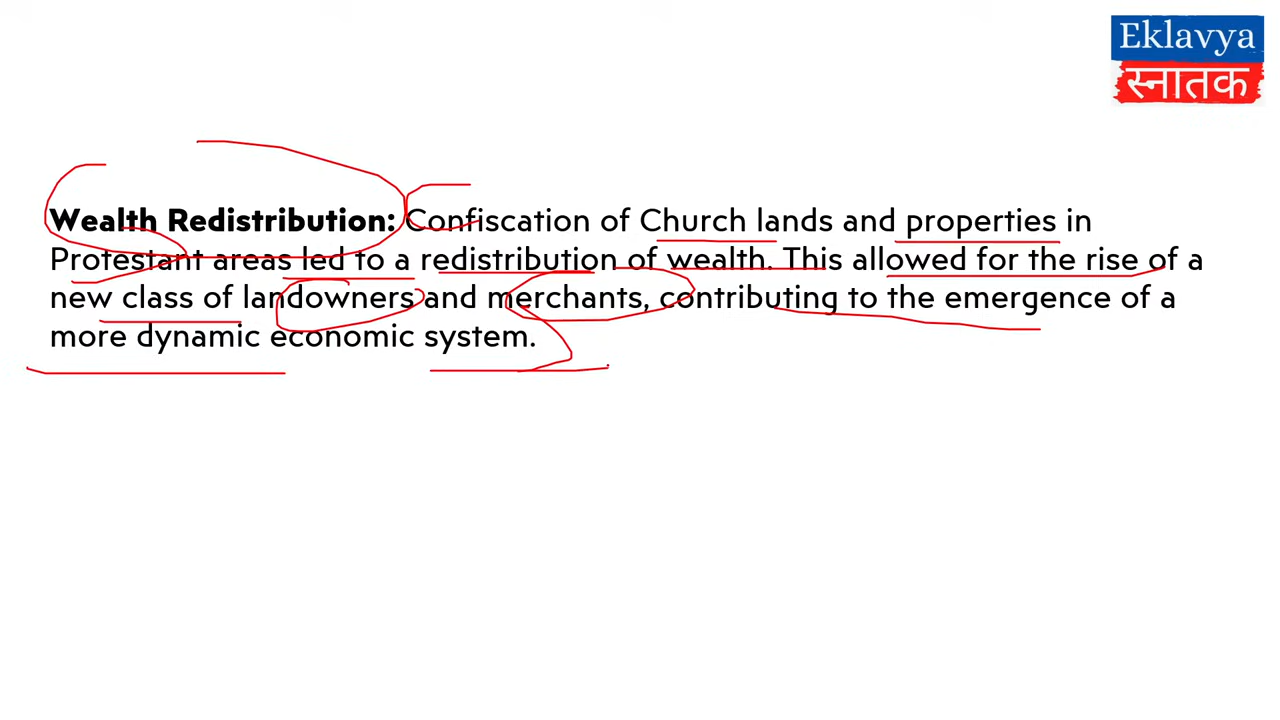 Eklavya
स्नातक
Wealth Redistribution: Confiscation of Church lands and properties in
Protestant areas led to a redistribution of wealth. This allowed for the rise of a
new class of landowners and merchants, contributing to the emergence of a
more dynamic economic system.